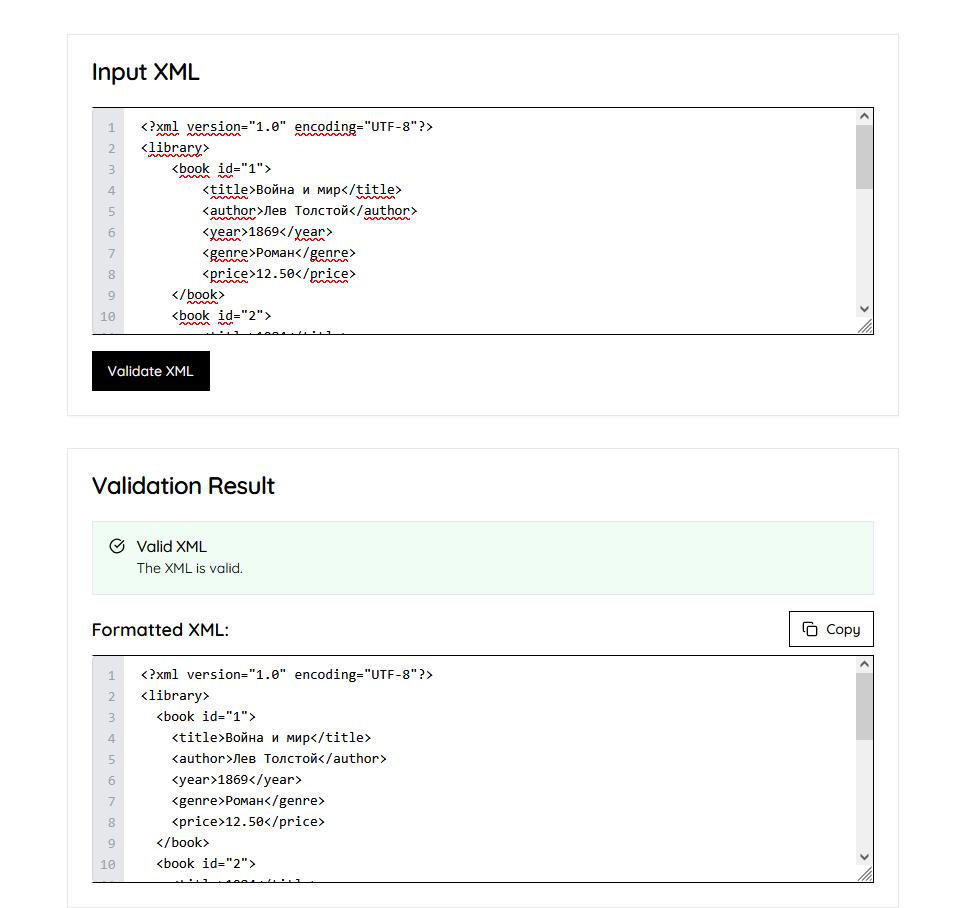 Input XML
1 <?xml version="1.0" encoding="UTF-8"?>
2 <library>
3 <book id="1">
4 <title>Война и мир</title>
5 <author>Лев Толстой</author>
6 <year>1869</year>
7 <genre>Роман</genre>
8 <price>12.50</price>
9 </book>
10 <book id="2">
Validate XML
Validation Result
Valid XML
The XML is valid.
Formatted XML:
Copy
1 <?xml version="1.0" encoding="UTF-8"?>
2 <library>
3 <book id="1">
4 <title>Война и мир</title>
5 <author>Лев Толстой</author>
6 <year>1869</year>
7 <genre>Роман</genre>
8 <price>12.50</price>
9 </book>
10 <book id="2">